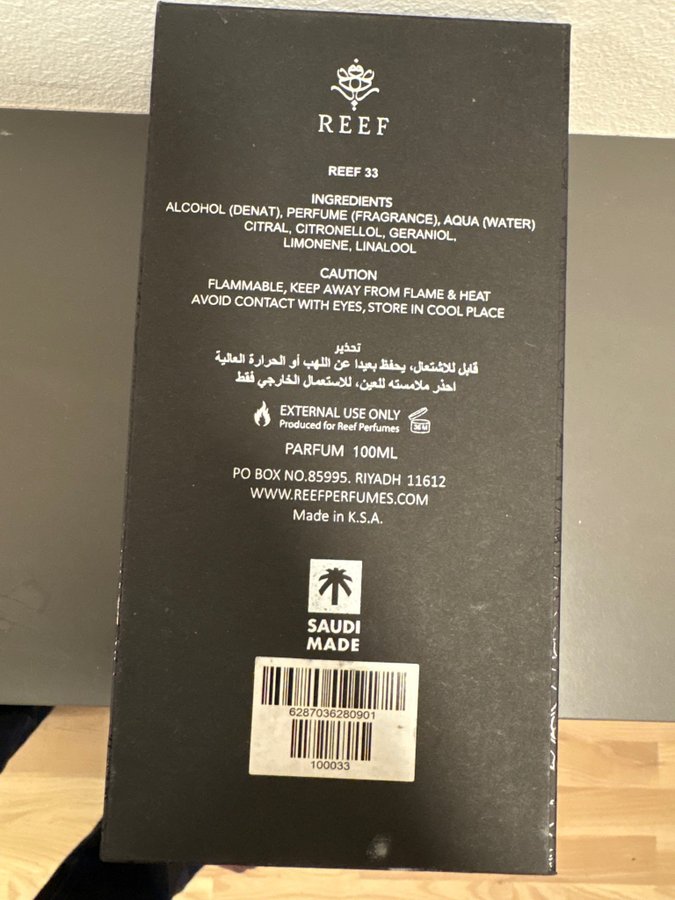 REEF
REEF 33
INGREDIENTS
ALCOHOL (DENAT), PERFUME (FRAGRANCE), AQUA (WATER)
CITRAL, CITRONELLOL, GERANIOL,
LIMONENE, LINALOOL
CAUTION
FLAMMABLE, KEEP AWAY FROM FLAME & HEAT
AVOID CONTACT WITH EYES, STORE IN COOL PLACE
تحذير
قابل للاشتعال، يحفظ بعيدا عن اللهب أو الحرارة العالية
احذر ملامسته للعين، للاستعمال الخارجي فقط
EXTERNAL USE ONLY
Produced for Reef Perfumes
36 M
PARFUM 100ML
PO BOX NO.85995. RIYADH 11612
WWW.REEFPERFUMES.COM
Made in K.S.A.
SAUDI
MADE
6287036280901
100033